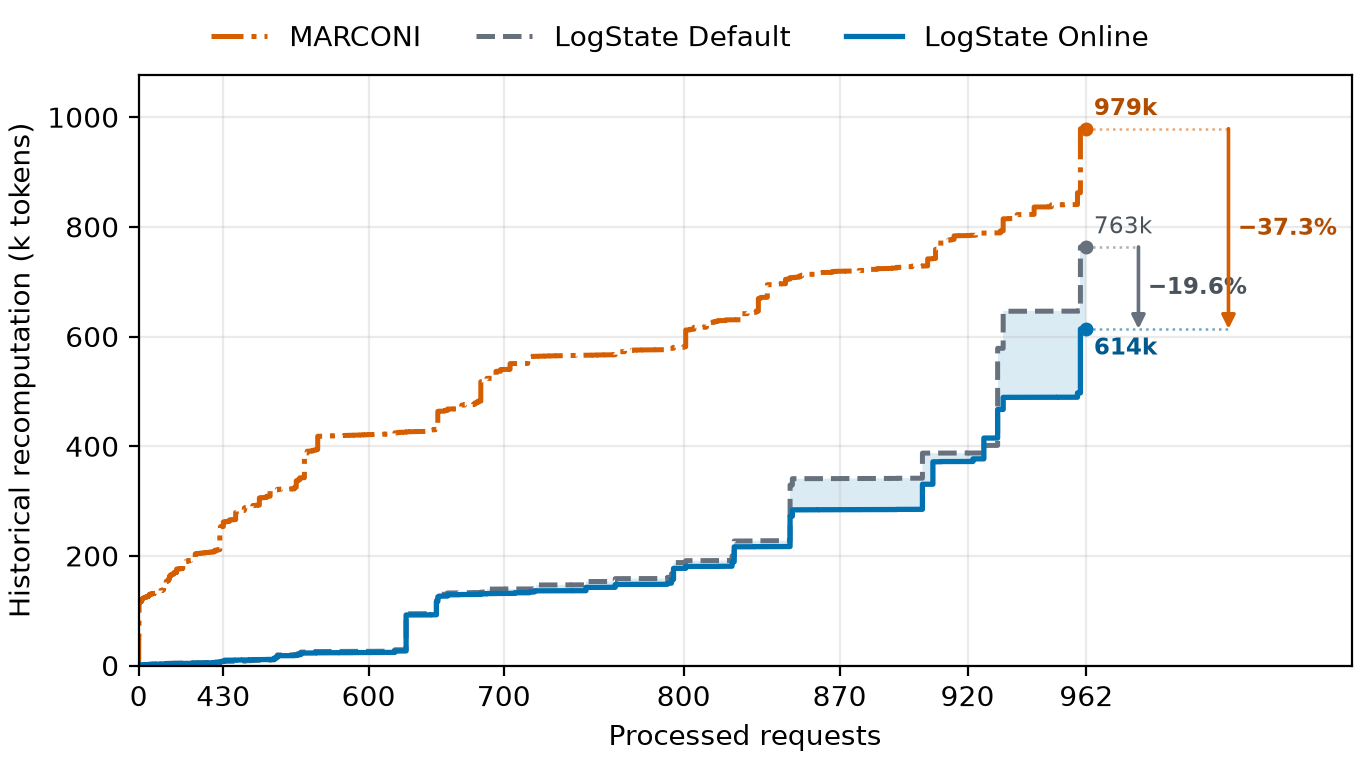 MARCONI LogState Default LogState Online
Historical recomputation (k tokens)
1000
800
600
400
200
0
979k
763k
−37.3%
−19.6%
614k
0 430 600 700 800 870 920 962
Processed requests